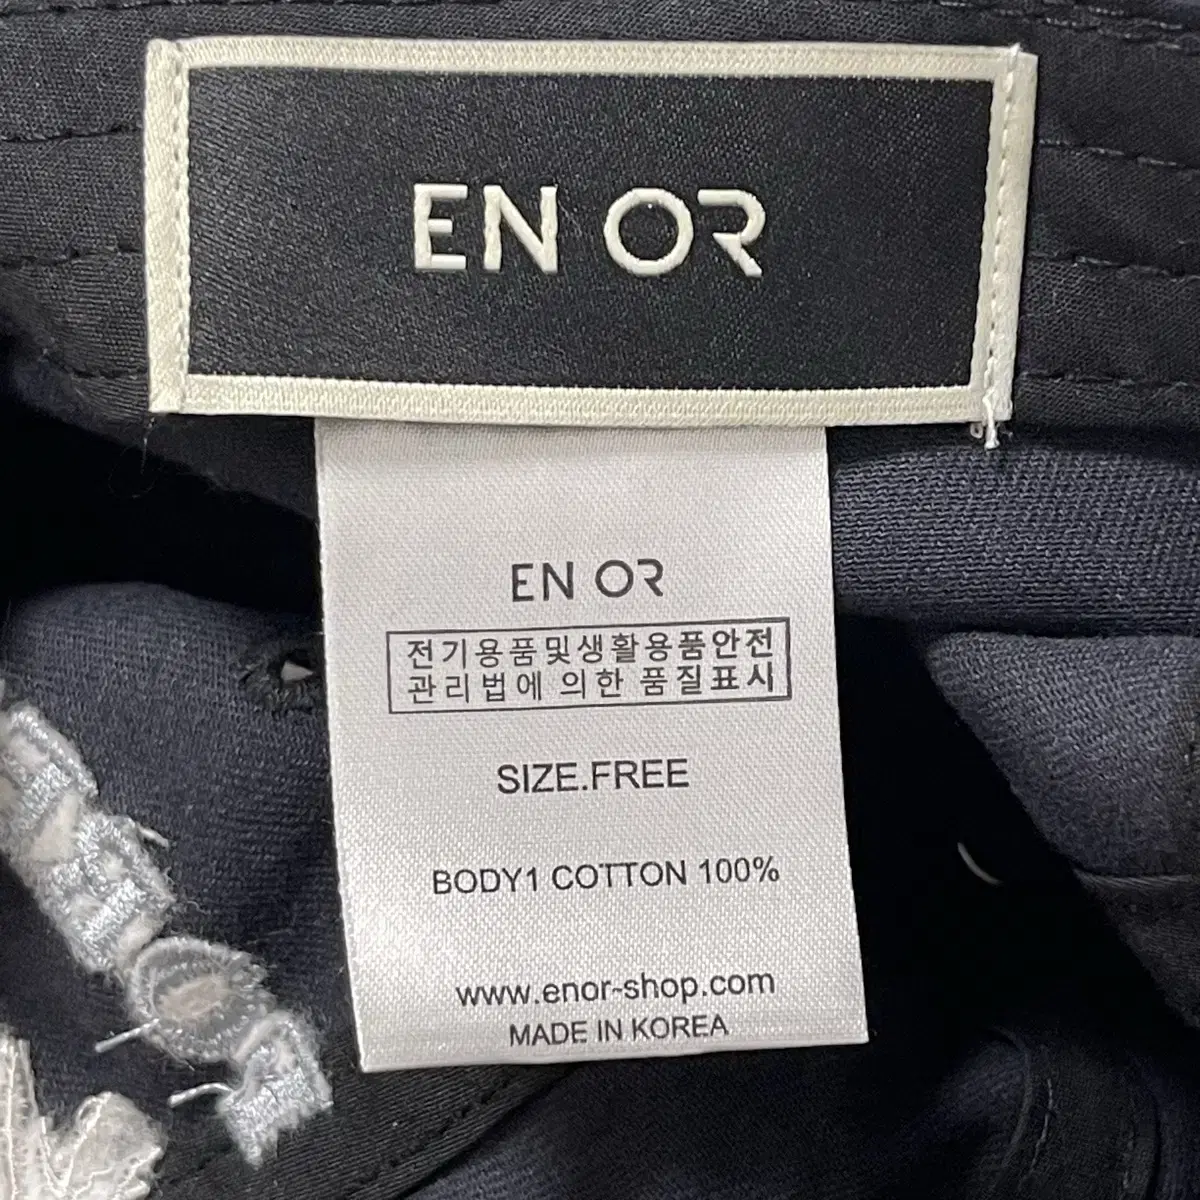 EN OR
EN OR
전기용품및생활용품안전
관리법에 의한 품질표시
SIZE.FREE
BODY1 COTTON 100%
www.enor-shop.com
MADE IN KOREA